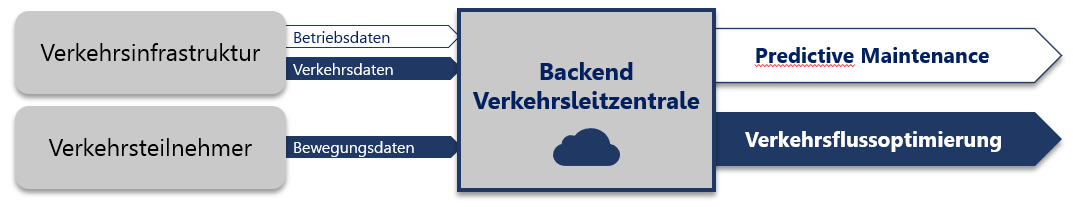 Verkehrsinfrastruktur
Betriebsdaten
Verkehrsdaten
Verkehrsteilnehmer
Bewegungsdaten
Backend
Verkehrsleitzentrale
Predictive Maintenance
Verkehrsflussoptimierung